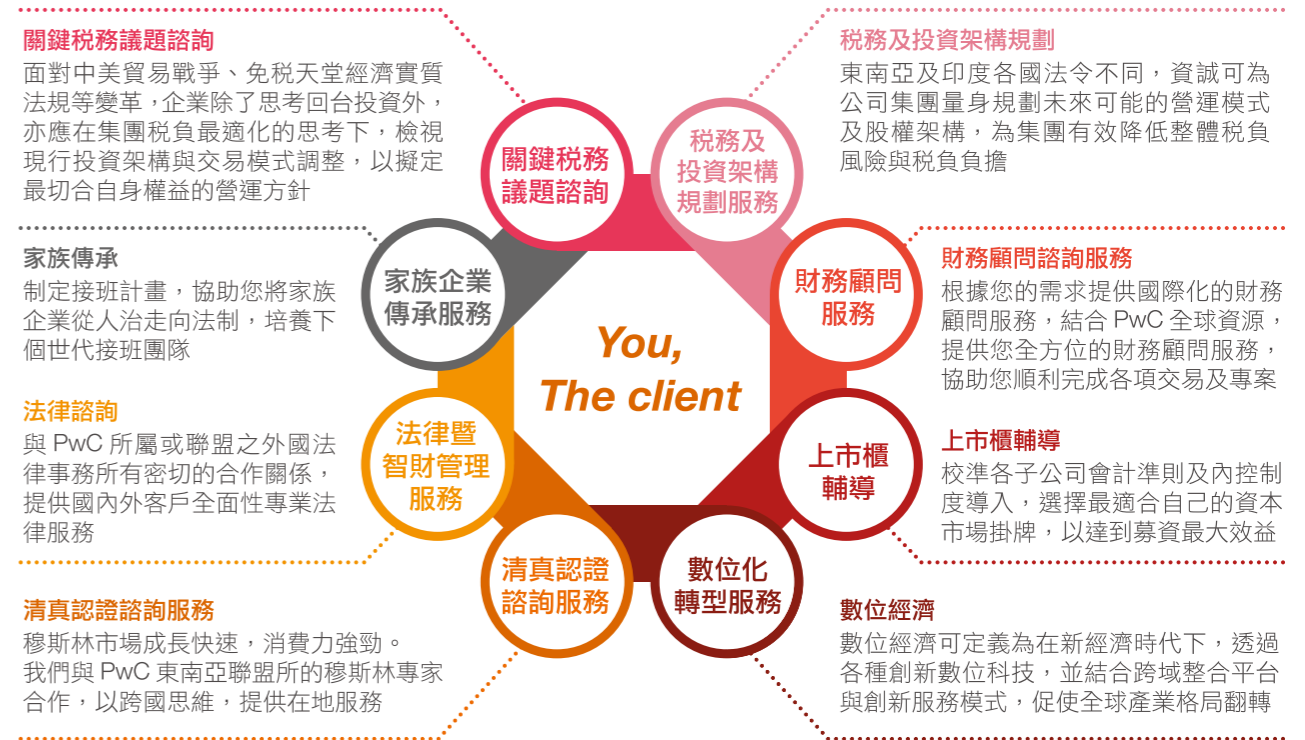 關鍵稅務議題諮詢
面對中美貿易戰爭、免稅天堂經濟實質
法規等變革，企業除了思考回台投資外，
亦應在集團稅負最適化的思考下，檢視
現行投資架構與交易模式調整，以擬定
最切合自身權益的營運方針
稅務及投資架構規劃
東南亞及印度各國法令不同，資誠可為
公司集團量身規劃未來可能的營運模式
及股權架構，為集團有效降低整體稅負
風險與稅負負擔
關鍵稅務
議題諮詢
稅務及
投資架構
規劃服務
家族傳承
制定接班計畫，協助您將家族
企業從人治走向法制，培養下
個世代接班團隊
家族企業
傳承服務
財務顧問
服務
財務顧問諮詢服務
根據您的需求提供國際化的財務
顧問服務，結合 PwC 全球資源，
提供您全方位的財務顧問服務，
協助您順利完成各項交易及專案
You,
The client
法律諮詢
與 PwC 所屬或聯盟之外國法
律事務所有密切的合作關係，
提供國內外客戶全面性專業法
律服務
法律暨
智財管理
服務
上市櫃
輔導
上市櫃輔導
校準各子公司會計準則及內控制
度導入，選擇最適合自己的資本
市場掛牌，以達到募資最大效益
清真認證
諮詢服務
數位化
轉型服務
清真認證諮詢服務
穆斯林市場成長快速，消費力強勁。
我們與 PwC 東南亞聯盟所的穆斯林專家
合作，以跨國思維，提供在地服務
數位經濟
數位經濟可定義為在新經濟時代下，透過
各種創新數位科技，並結合跨域整合平台
與創新服務模式，促使全球產業格局翻轉